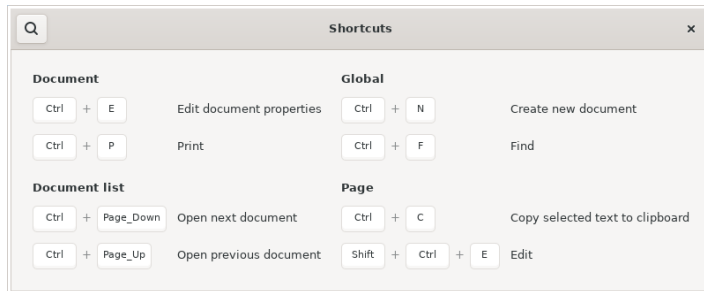 Shortcuts
Document
Ctrl + E Edit document properties
Ctrl + P Print
Document list
Ctrl + Page_Down Open next document
Ctrl + Page_Up Open previous document
Global
Ctrl + N Create new document
Ctrl + F Find
Page
Ctrl + C Copy selected text to clipboard
Shift + Ctrl + E Edit